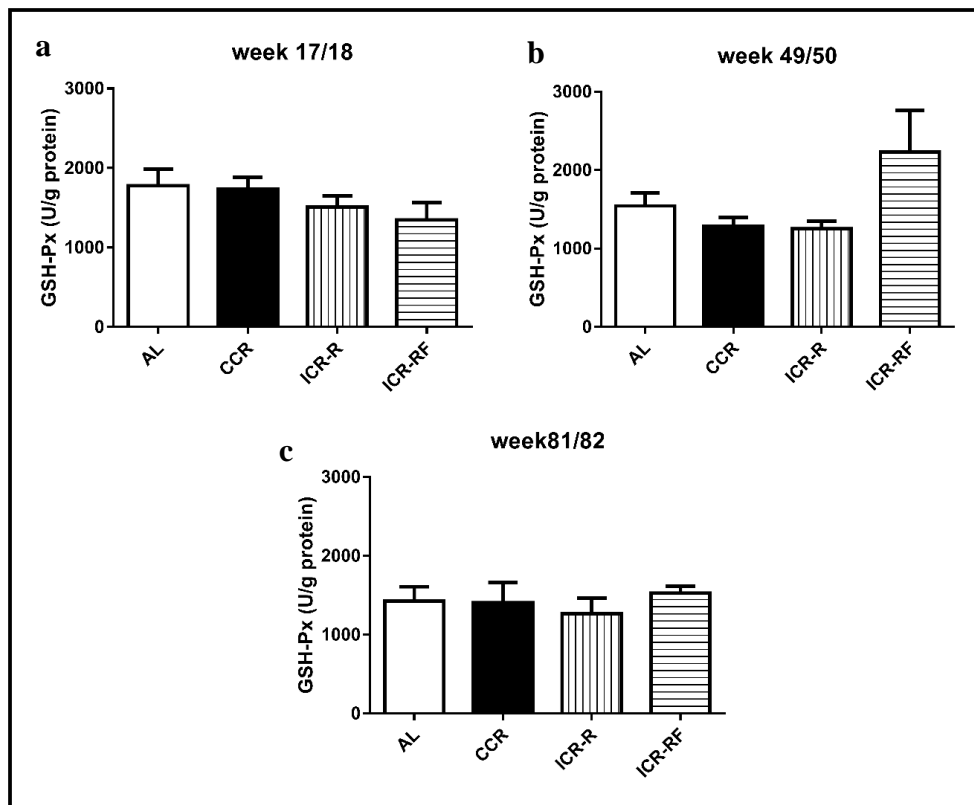 a
week 17/18
GSH-Px (U/g protein)
3000
2000
1000
0
AL
CCR
ICR-R
ICR-RF
b
week 49/50
GSH-Px (U/g protein)
3000
2000
1000
0
AL
CCR
ICR-R
ICR-RF
c
week81/82
GSH-Px (U/g protein)
3000
2000
1000
0
AL
CCR
ICR-R
ICR-RF